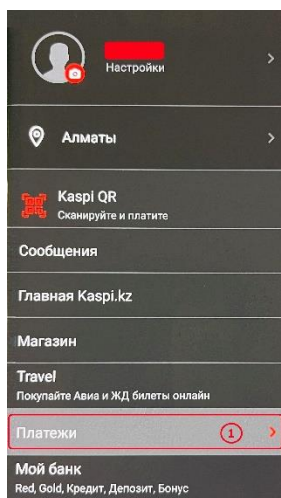 Настройки
Алматы
Kaspi QR
Сканируйте и платите
Сообщения
Главная Kaspi.kz
Магазин
Travel
Покупайте Авиа и ЖД билеты онлайн
Платежи 1
Мой банк
Red, Gold, Кредит, Депозит, Бонус